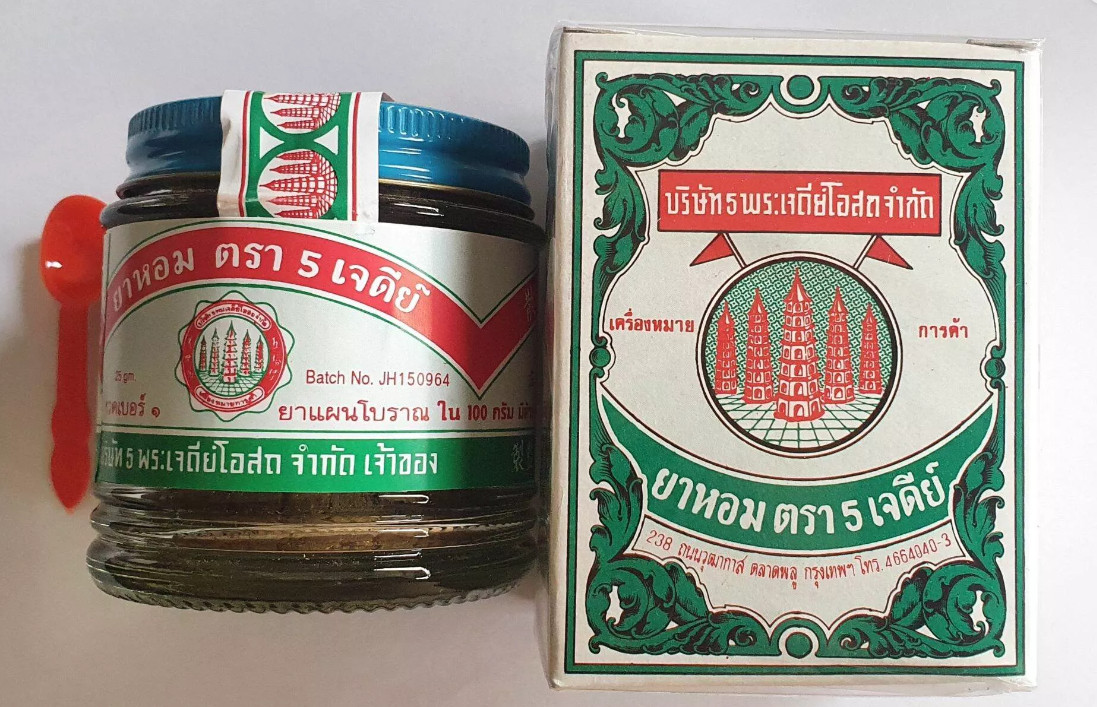 ยาหอม ตรา 5 เจดีย์
25 gm.
Batch No. JH150964
ยาแผนโบราณ ใน 100 กรัม
5 พระเจดีย์โอสถ จำกัด เจ้าของ
บริษัท 5 พระเจดีย์โอสถ จำกัด
เครื่องหมาย
การค้า
ยาหอม ตรา 5 เจดีย์
238 ถนนวุฒากาส ตลาดพลู กรุงเทพฯ โทร. 4664040-3